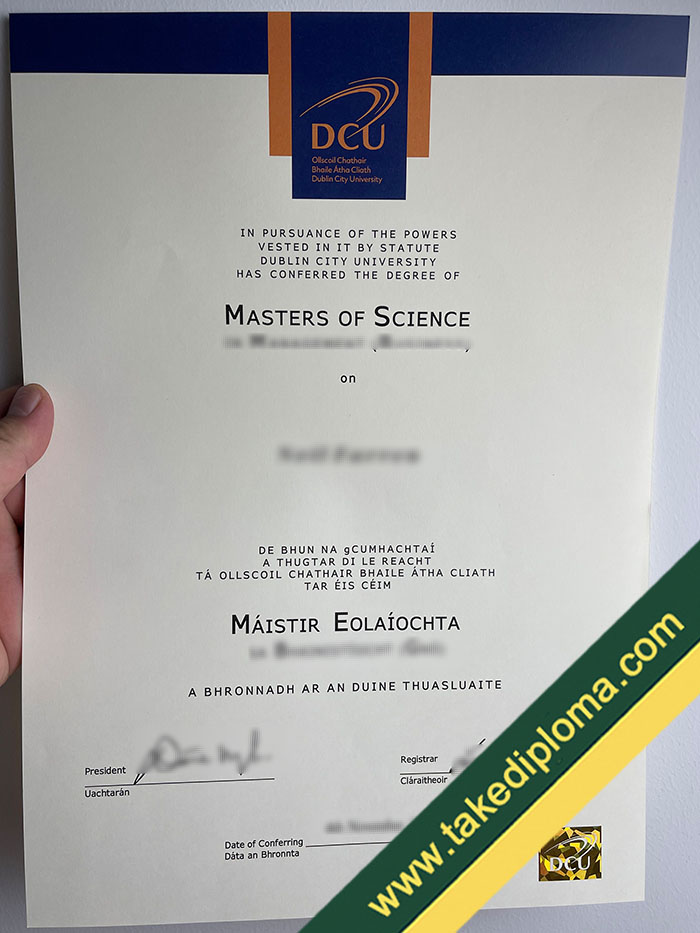 DCU
Ollscoil Chathair
Bhaile Átha Cliath
Dublin City University
IN PURSUANCE OF THE POWERS
VESTED IN IT BY STATUTE
DUBLIN CITY UNIVERSITY
HAS CONFERRED THE DEGREE OF
MASTERS OF SCIENCE
on
DE BHUN NA gCUMHACHTAÍ
A THUGTAR DI LE REACHT
TÁ OLLSCOIL CHATHAIR BHAILE ÁTHA CLIATH
TAR ÉIS CÉIM
MÁISTIR EOLAÍOCHTA
A BHRONNADH AR AN DUINE THUASLUAITE
President
Uachtarán
Registrar
Cláraitheoir
Date of Conferring
Dáta an Bhronnta
DCU
www.takediploma.com